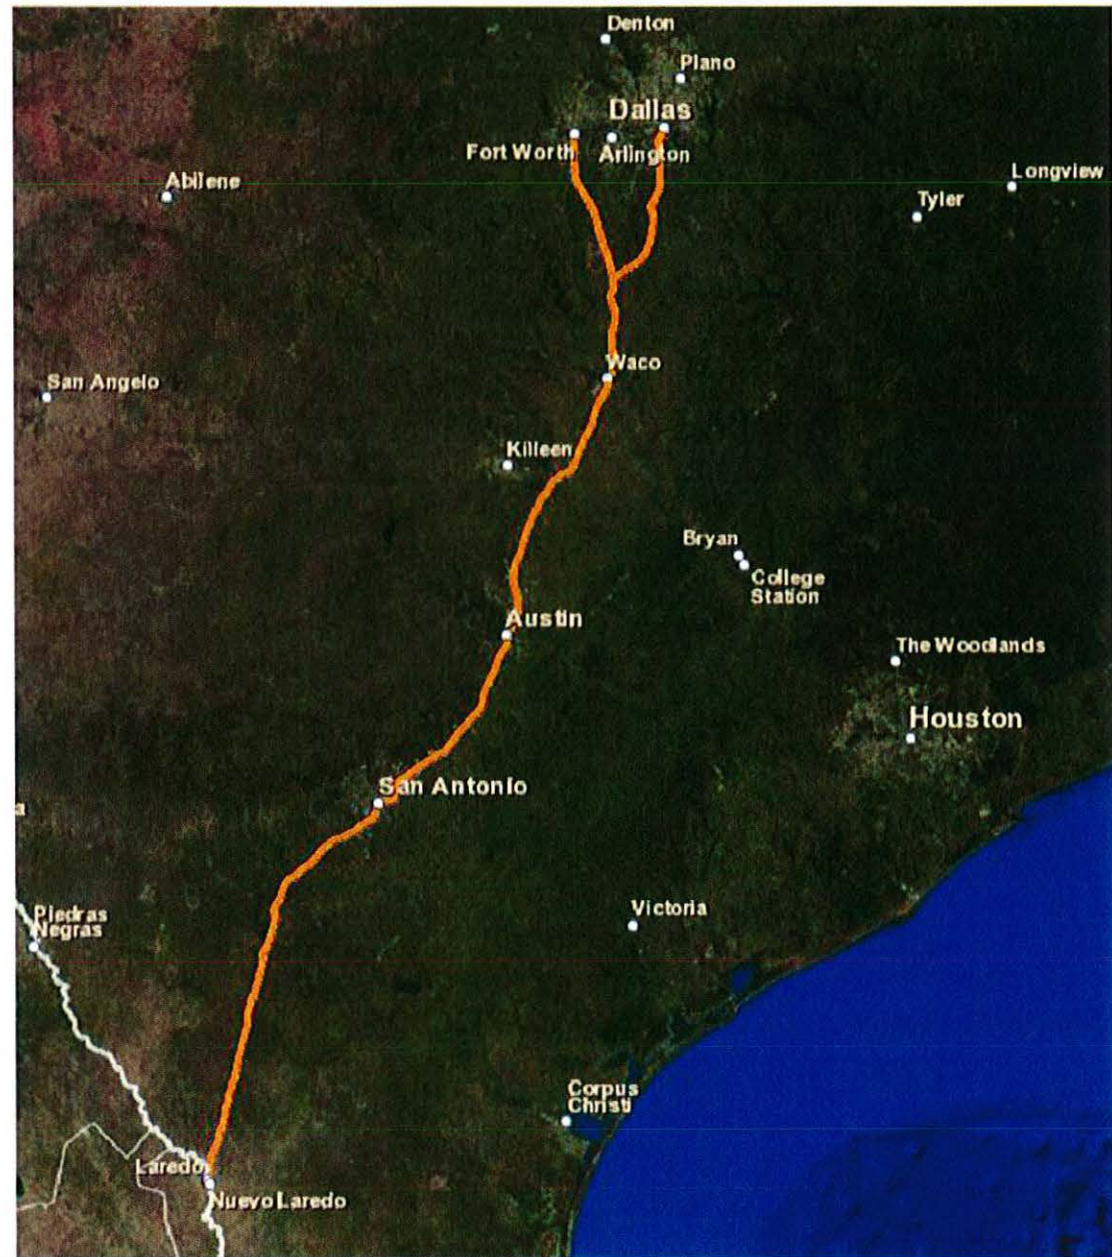 Denton
Plano
Dallas
Fort Worth
Arlington
Abilene
Longview
Tyler
Waco
San Angelo
Killeen
Bryan
College
Station
Austin
The Woodlands
Houston
San Antonio
a
Piedras
Negras
Victoria
Corpus
Christi
Laredo
Nuevo Laredo